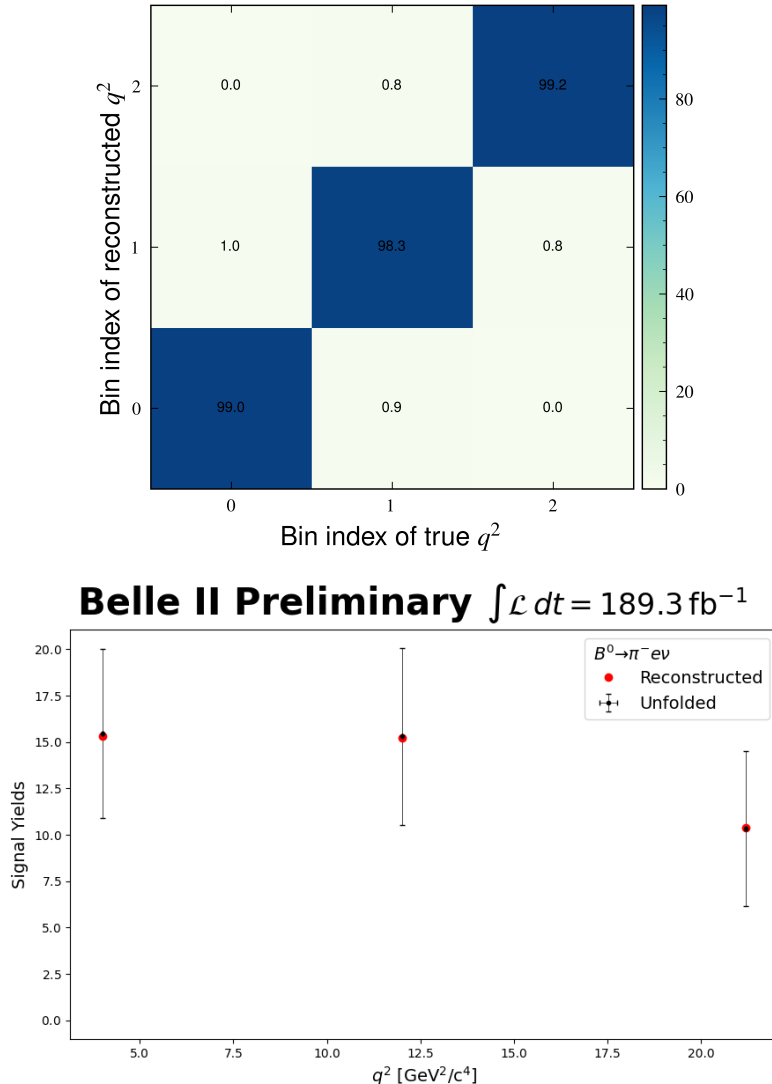 80
2
0.0 0.8 99.2
60
Bin index of reconstructed q²
1
1.0 98.3 0.8
40
20
0
99.0 0.9 0.0
0
0 1 2
Bin index of true q²
Belle II Preliminary ∫ℒ dt = 189.3 fb⁻¹
20.0
B⁰→π⁻eν
Reconstructed
17.5
Unfolded
15.0
12.5
Signal Yields
10.0
7.5
5.0
2.5
0.0
5.0 7.5 10.0 12.5 15.0 17.5 20.0
q² [GeV²/c⁴]